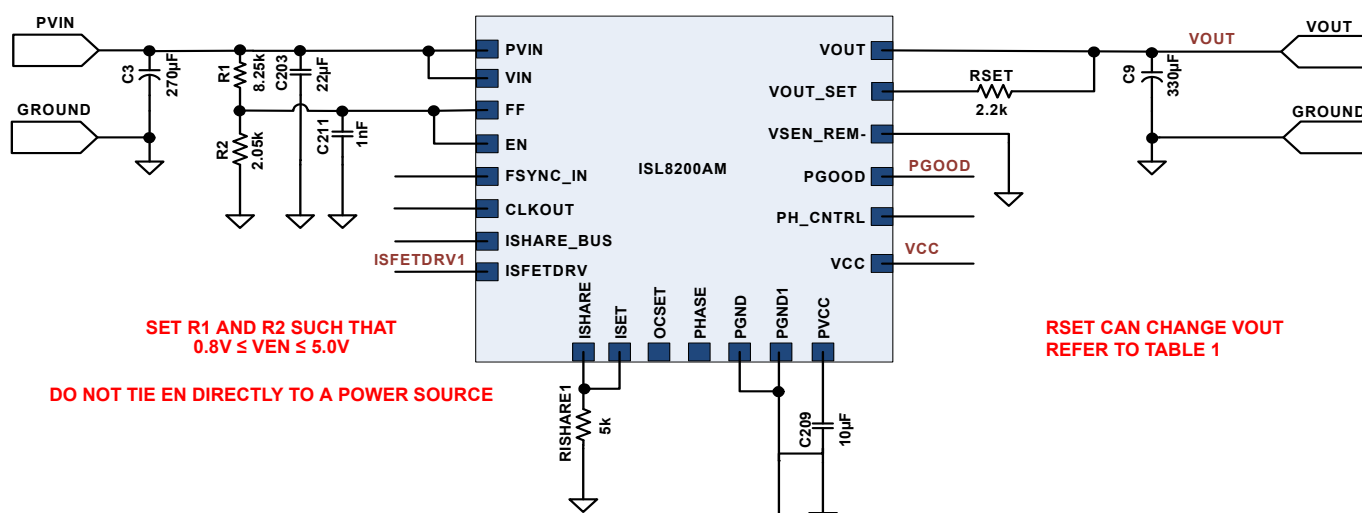 PVIN
GROUND
C3
270µF
R1
8.25k
C203
22µF
R2
2.05k
C211
1nF
ISFETDRV1
PVIN
VIN
FF
EN
FSYNC_IN
CLKOUT
ISHARE_BUS
ISFETDRV
ISL8200AM
VOUT
VOUT_SET
VSEN_REM-
PGOOD
PH_CNTRL
VCC
ISHARE
ISET
OCSET
PHASE
PGND
PGND1
PVCC
RSET
2.2k
PGOOD
VCC
VOUT
C9
330µF
VOUT
GROUND
SET R1 AND R2 SUCH THAT
0.8V ≤ VEN ≤ 5.0V
DO NOT TIE EN DIRECTLY TO A POWER SOURCE
RSET CAN CHANGE VOUT
REFER TO TABLE 1
RISHARE1
5k
C209
10µF